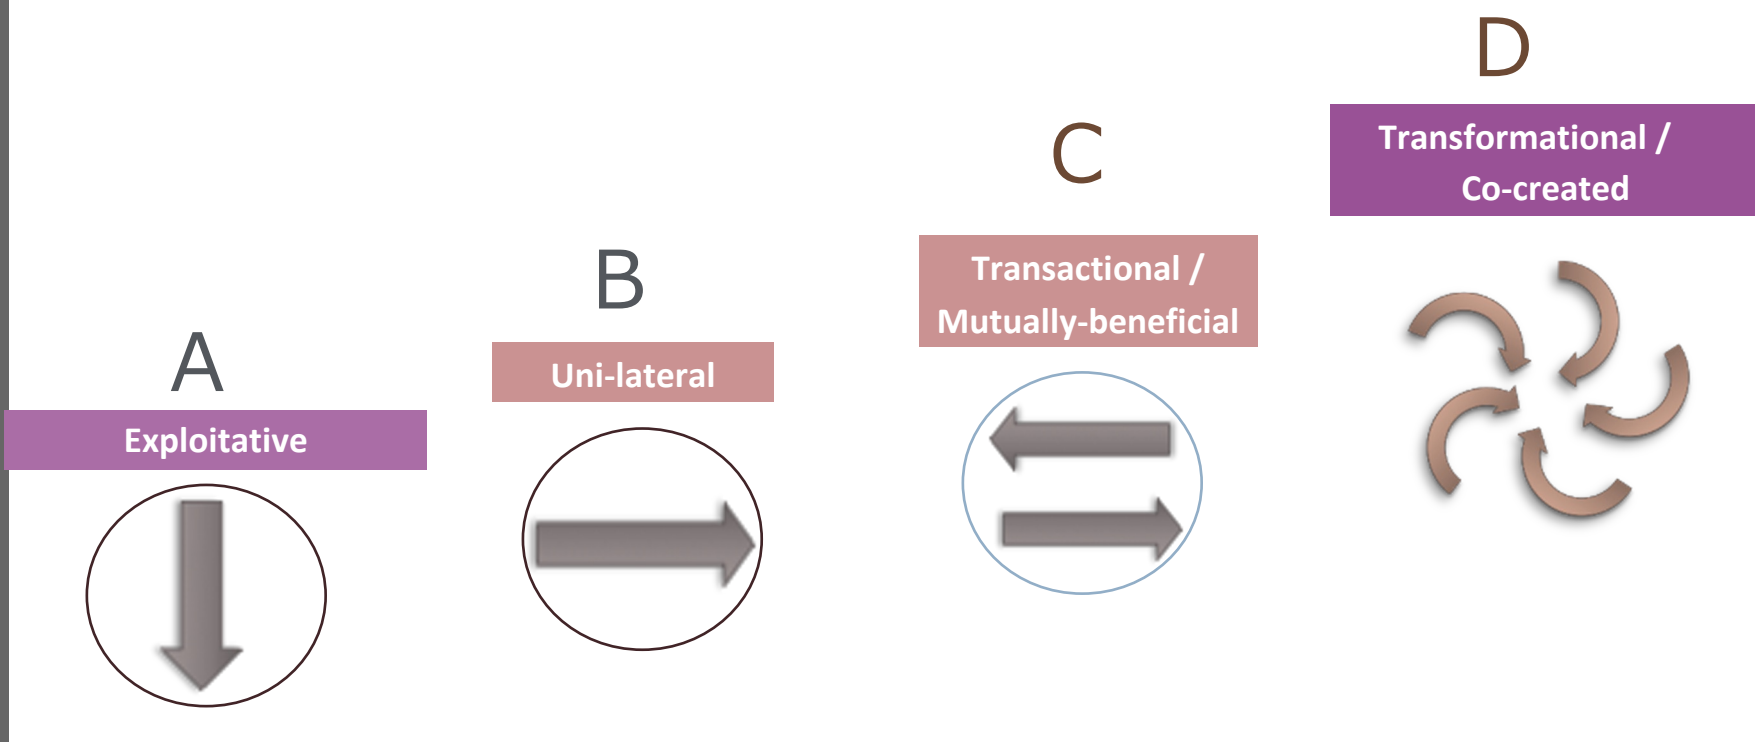 A
Exploitative
B
Uni-lateral
C
Transactional /
Mutually-beneficial
D
Transformational /
Co-created